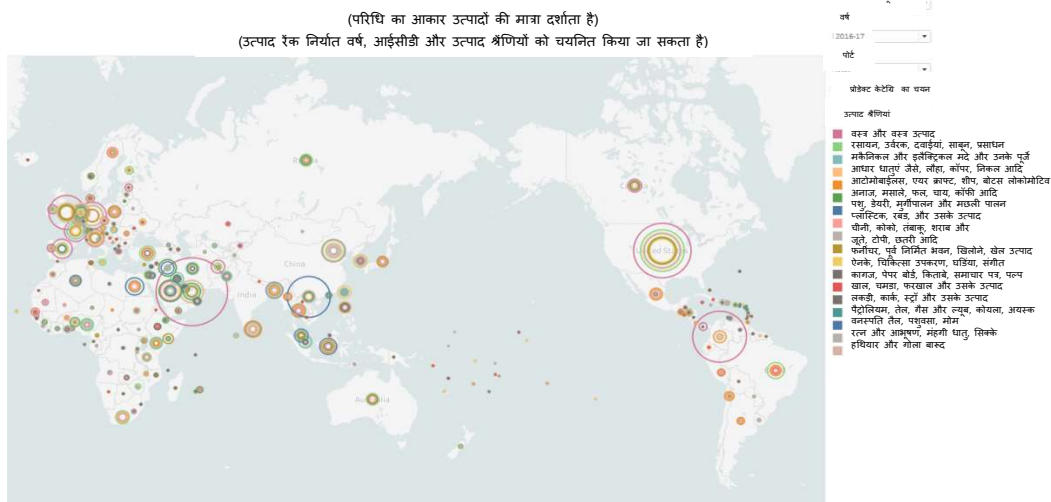 (परिधि का आकार उत्पादों की मात्रा दर्शाता है)
(उत्पाद रैंक निर्यात वर्ष, आईसीडी और उत्पाद श्रेणियों को चयनित किया जा सकता है)
वर्ष
2016-17
पोर्ट
प्रोडेक्ट केटेग्रि का चयन
उत्पाद श्रेणियां
वस्त्र और वस्त्र उत्पाद
रसायन, उर्वरक, दवाईयां, साबुन, प्रसाधन
मकैनिकल और इलैक्ट्रिकल मदे और उनके पूर्जे
आधार धातुएं जैसे, लौहा, कॉपर, निकल आदि
आटोमोबाईलस, एयर क्राफ्ट, शीप, बोटस लोकोमोटिव
अनाज, मसाले, फल, चाय, कॉफी आदि
पशु, डेयरी, मुर्गीपालन और मछली पालन
प्लास्टिक, रबड, और उसके उत्पाद
चीनी, कोको, तंबाकू, शराब और
जूते, टोपी, छतरी आदि
फर्नीचर, पूर्व निर्मित भवन, खिलोने, खेल उत्पाद
ऐनके, चिकित्सा उपकरण, घडिंया, संगीत
कागज, पेपर बोर्ड, किताबे, समाचार पत्र, पल्प
खाल, चमडा, फरखाल और उसके उत्पाद
लकडी, कार्क, स्ट्रॉ और उसके उत्पाद
पैट्रोलियम, तेल, गैस और ल्यूब, कोयला, अयस्क
वनस्पति तैल, पशुवसा, मोम
रत्न और आभूषण, मंहगी धातु, सिक्के
हथियार और गोला बारूद
China
India
United States